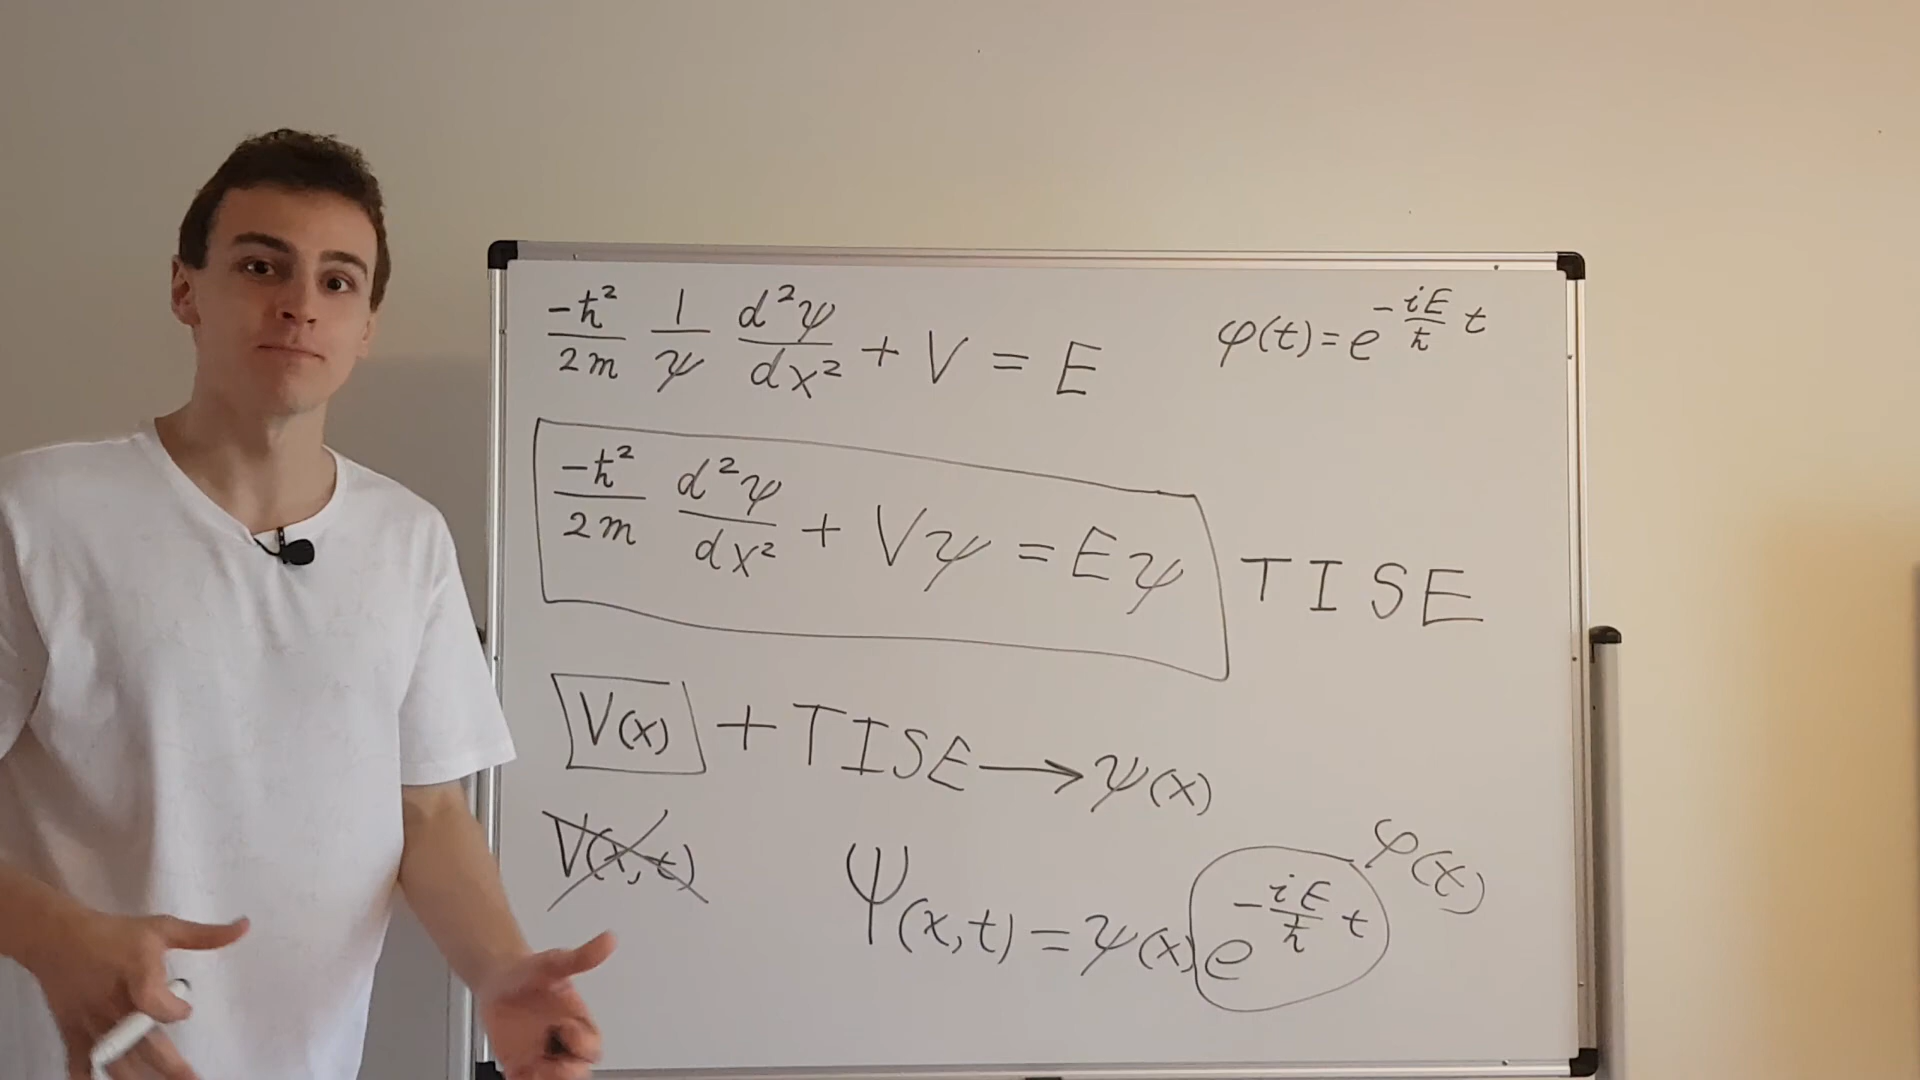 -ħ²/2m 1/ψ d²ψ/dx² + V = E
φ(t) = e^(-iE/ħ t)
-ħ²/2m d²ψ/dx² + Vψ = Eψ TISE
V(x) + TISE → ψ(x)
V(x,t)
φ(t)
Ψ(x,t) = ψ(x) e^(-iE/ħ t)